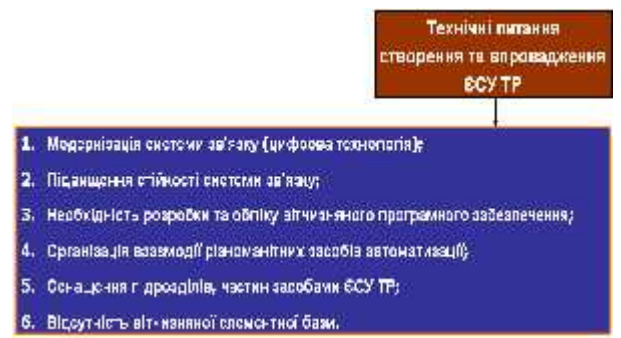 Технічні питання
створення та впровадження
ЄСУ ТР
1. Модернізація системи зв'язку (цифрова технологія);
2. Підвищення стійкості системи зв'язку;
3. Необхідність розробки та обліку вітчизняного програмного забезпечення;
4. Організація взаємодії різноманітних засобів автоматизації;
5. Оснащення підрозділів, частин засобами ЄСУ ТР;
6. Відсутність вітчизняної елементної бази.